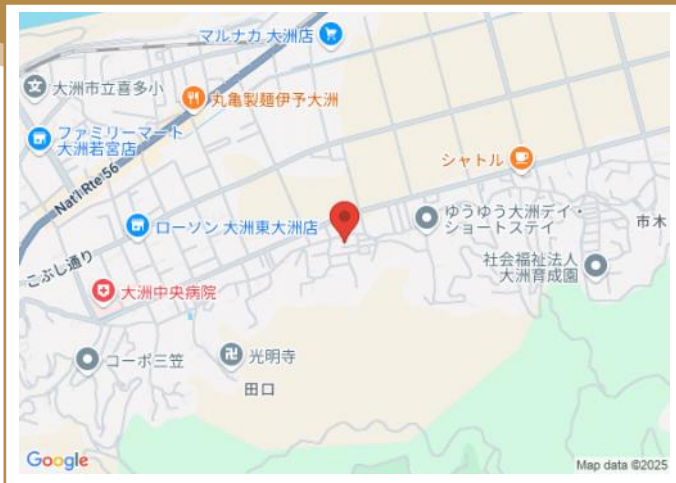 マルナカ 大洲店
大洲市立喜多小
丸亀製麺伊予大洲
ファミリーマート
大洲若宮店
シャトル
Nat'l Rte 56
ゆうゆう大洲デイ・
ショートステイ
市木
ローソン 大洲東大洲店
こぶし通り
社会福祉法人
大洲育成園
大洲中央病院
コーポ三笠
光明寺
田口
Google
Map data ©2025